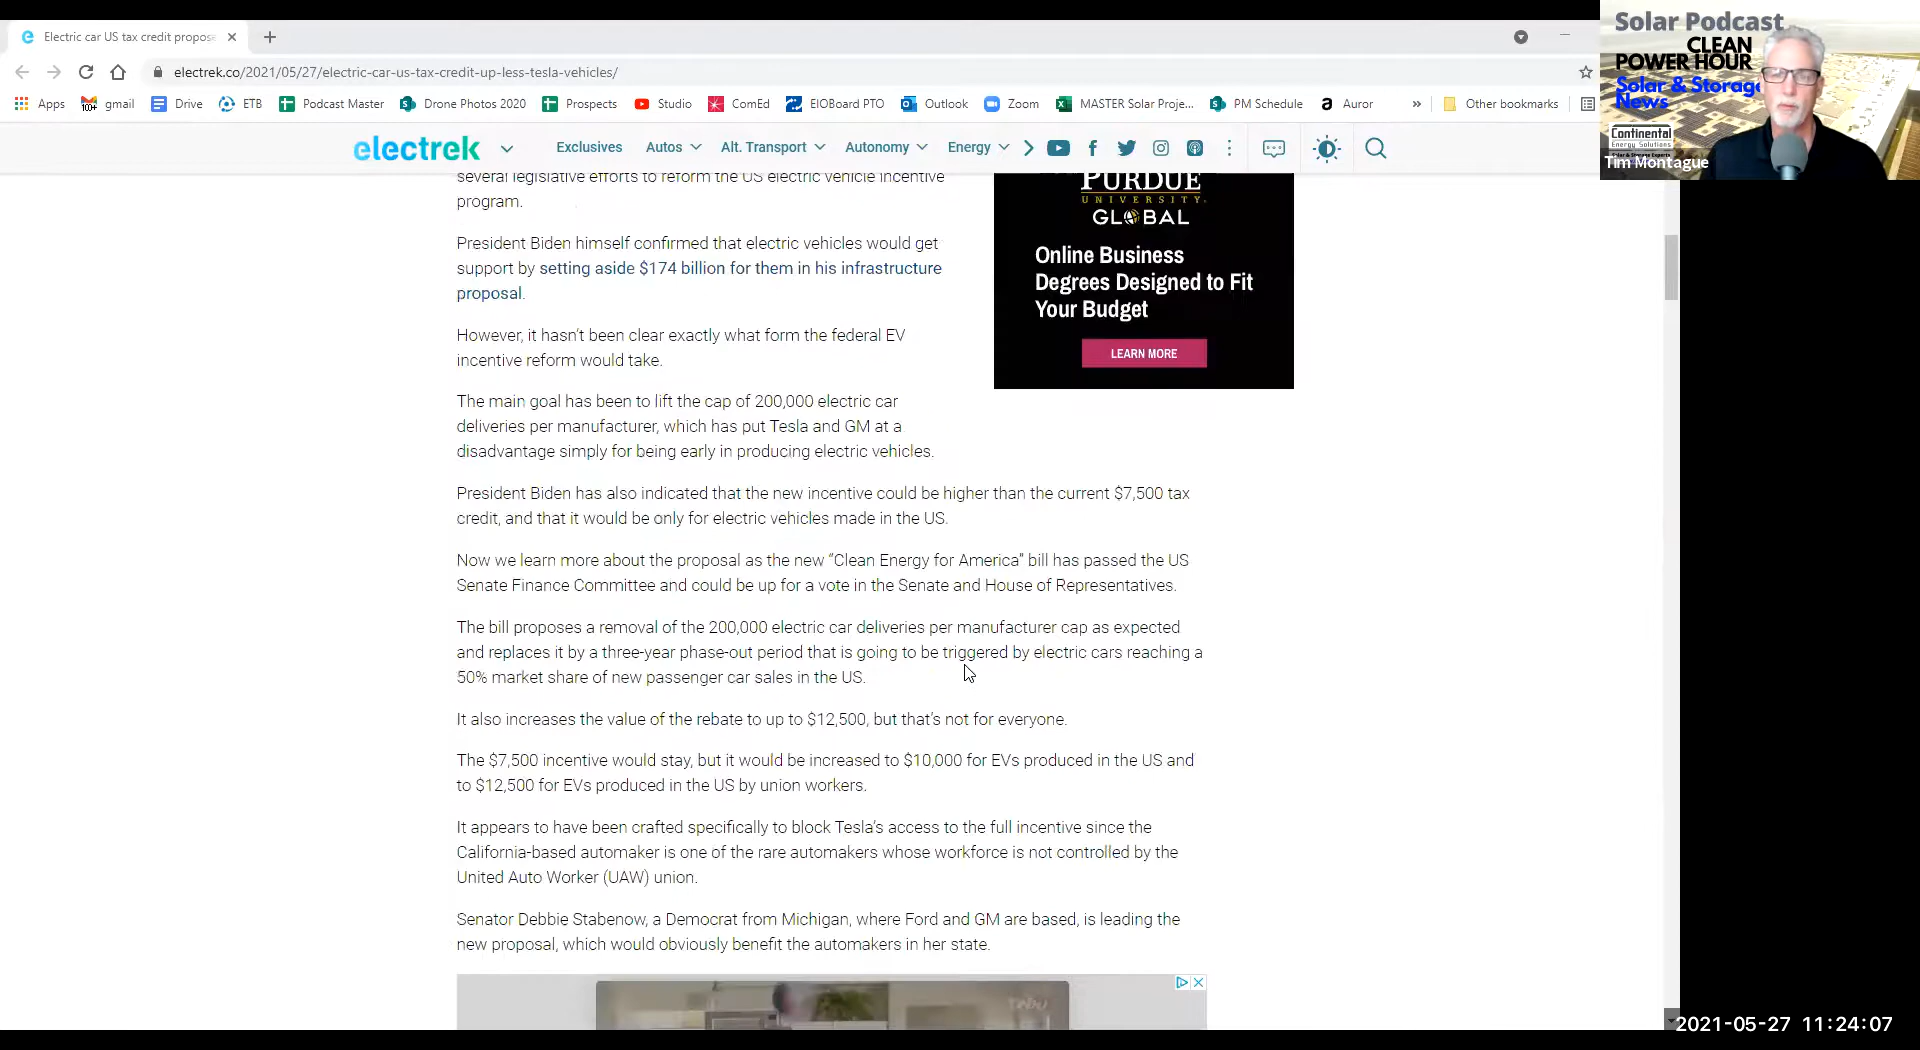 Electric car US tax credit propose
electrek.co/2021/05/27/electric-car-us-tax-credit-up-less-tesla-vehicles/
Apps gmail Drive ETB Podcast Master Drone Photos 2020 Prospects Studio ComEd EIOBoard PTO Outlook Zoom MASTER Solar Proje... PM Schedule Auror » Other bookmarks
electrek Exclusives Autos Alt. Transport Autonomy Energy
several legislative efforts to reform the US electric vehicle incentive
program.
President Biden himself confirmed that electric vehicles would get
support by setting aside $174 billion for them in his infrastructure
proposal.
However, it hasn't been clear exactly what form the federal EV
incentive reform would take.
The main goal has been to lift the cap of 200,000 electric car
deliveries per manufacturer, which has put Tesla and GM at a
disadvantage simply for being early in producing electric vehicles.
President Biden has also indicated that the new incentive could be higher than the current $7,500 tax
credit, and that it would be only for electric vehicles made in the US.
Now we learn more about the proposal as the new “Clean Energy for America” bill has passed the US
Senate Finance Committee and could be up for a vote in the Senate and House of Representatives.
The bill proposes a removal of the 200,000 electric car deliveries per manufacturer cap as expected
and replaces it by a three-year phase-out period that is going to be triggered by electric cars reaching a
50% market share of new passenger car sales in the US.
It also increases the value of the rebate to up to $12,500, but that's not for everyone.
The $7,500 incentive would stay, but it would be increased to $10,000 for EVs produced in the US and
to $12,500 for EVs produced in the US by union workers.
It appears to have been crafted specifically to block Tesla's access to the full incentive since the
California-based automaker is one of the rare automakers whose workforce is not controlled by the
United Auto Worker (UAW) union.
Senator Debbie Stabenow, a Democrat from Michigan, where Ford and GM are based, is leading the
new proposal, which would obviously benefit the automakers in her state.
PURDUE
UNIVERSITY
GLOBAL
Online Business
Degrees Designed to Fit
Your Budget
LEARN MORE
Solar Podcast
CLEAN
POWER HOUR
Solar & Storage
News
Continental
Energy Solutions
Tim Montague
2021-05-27 11:24:07